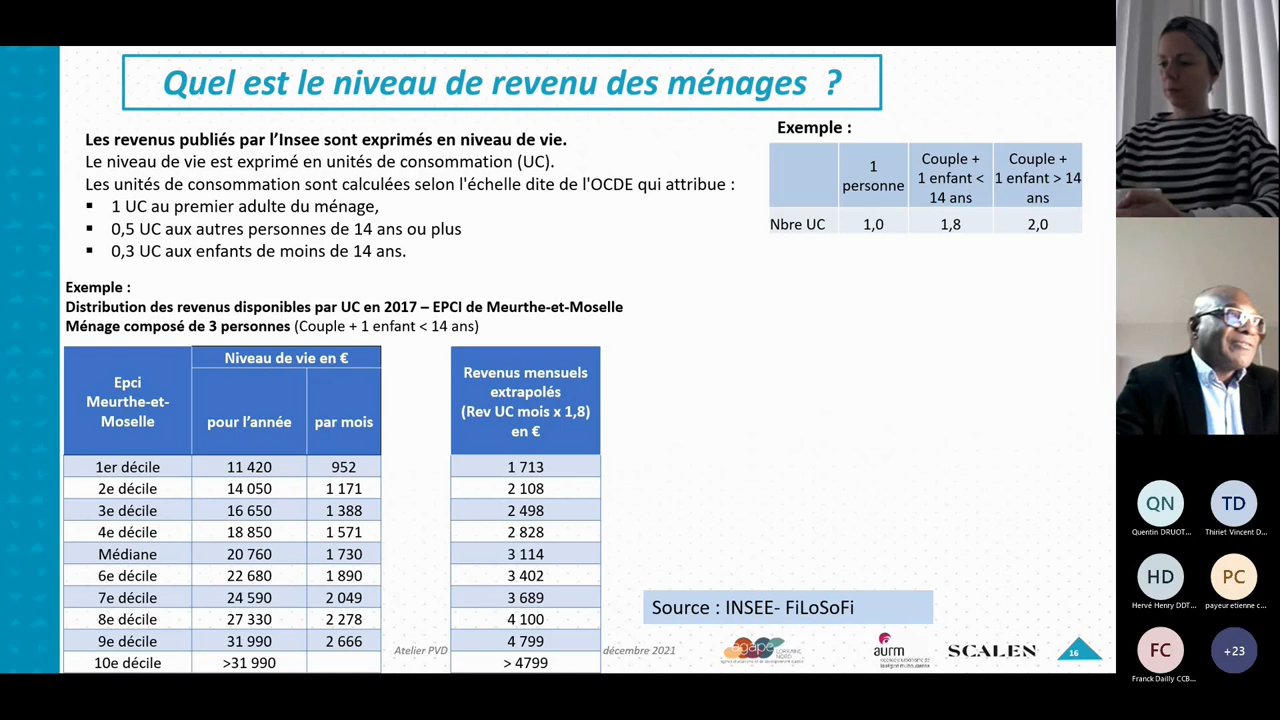 Quel est le niveau de revenu des ménages ?
Les revenus publiés par l'Insee sont exprimés en niveau de vie.
Le niveau de vie est exprimé en unités de consommation (UC).
Les unités de consommation sont calculées selon l'échelle dite de l'OCDE qui attribue :
▪ 1 UC au premier adulte du ménage,
▪ 0,5 UC aux autres personnes de 14 ans ou plus
▪ 0,3 UC aux enfants de moins de 14 ans.
Exemple :
1 personne Couple + 1 enfant < 14 ans Couple + 1 enfant > 14 ans
Nbre UC 1,0 1,8 2,0
Exemple :
Distribution des revenus disponibles par UC en 2017 – EPCI de Meurthe-et-Moselle
Ménage composé de 3 personnes (Couple + 1 enfant < 14 ans)
Epci Meurthe-et-Moselle Niveau de vie en €
pour l'année par mois
Revenus mensuels extrapolés (Rev UC mois x 1,8) en €
1er décile 11 420 952 1 713
2e décile 14 050 1 171 2 108
3e décile 16 650 1 388 2 498
4e décile 18 850 1 571 2 828
Médiane 20 760 1 730 3 114
6e décile 22 680 1 890 3 402
7e décile 24 590 2 049 3 689
8e décile 27 330 2 278 4 100
9e décile 31 990 2 666 4 799
10e décile >31 990 > 4799
Source : INSEE- FiLoSoFi
Atelier PVD décembre 2021
agape LORRAINE NORD
aurm
SCALEN
16
QN
Quentin DRUOT...
TD
Thiriet Vincent D...
HD
Hervé Henry DDT...
PC
payeur etienne c...
FC
Franck Dailly CCB...
+23